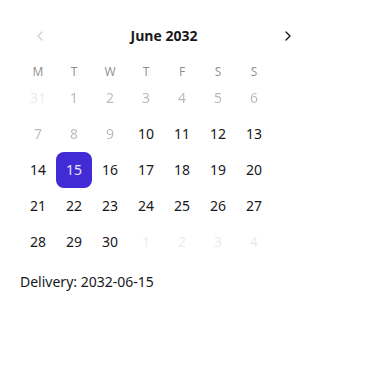 June 2032
M T W T F S S
31 1 2 3 4 5 6
7 8 9 10 11 12 13
14 15 16 17 18 19 20
21 22 23 24 25 26 27
28 29 30 1 2 3 4
Delivery: 2032-06-15